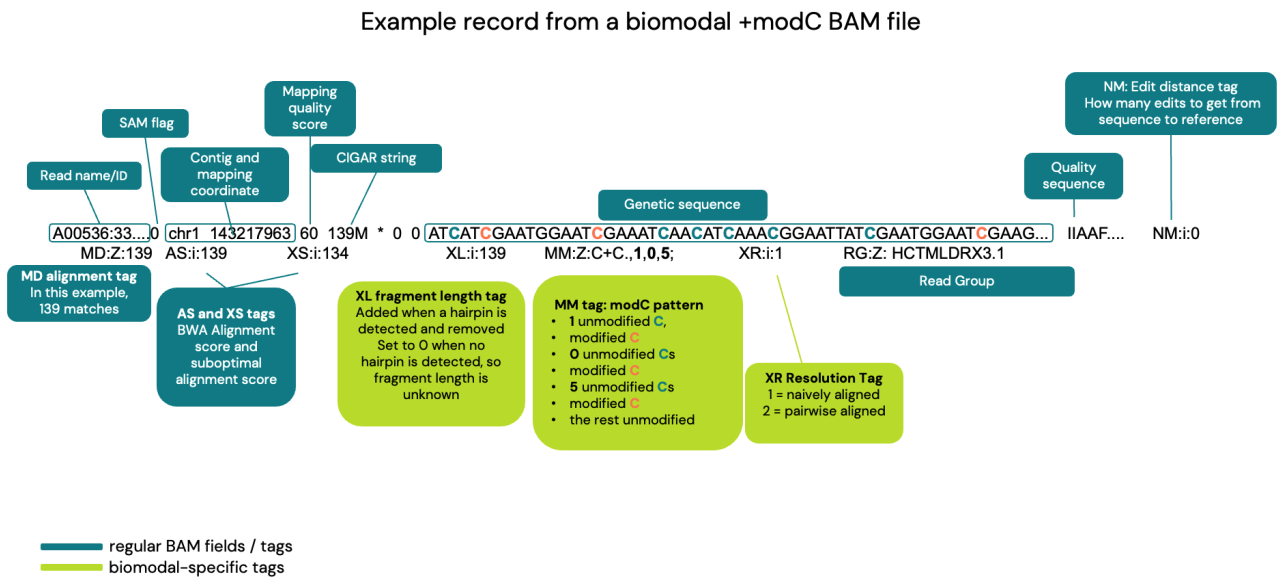 Example record from a biomodal +modC BAM file
Mapping
quality
score
NM: Edit distance tag
How many edits to get from
sequence to reference
SAM flag
Contig and
mapping
coordinate
CIGAR string
Read name/ID
Quality
sequence
Genetic sequence
A00536:33....0 chr1 143217963 60 139M * 0 0 ATCATCGAATGGAATCGAAATCAACATCAAACGGAATTATCGAATGGAATCGAAG... IIAAF.... NM:i:0
MD:Z:139 AS:i:139 XS:i:134 XL:i:139 MM:Z:C+C.,1,0,5; XR:i:1 RG:Z: HCTMLDRX3.1
MD alignment tag
In this example,
139 matches
Read Group
AS and XS tags
BWA Alignment
score and
suboptimal
alignment score
XL fragment length tag
Added when a hairpin is
detected and removed
Set to 0 when no
hairpin is detected, so
fragment length is
unknown
MM tag: modC pattern
• 1 unmodified C,
• modified C
• 0 unmodified Cs
• modified C
• 5 unmodified Cs
• modified C
• the rest unmodified
XR Resolution Tag
1 = naively aligned
2 = pairwise aligned
regular BAM fields / tags
biomodal-specific tags